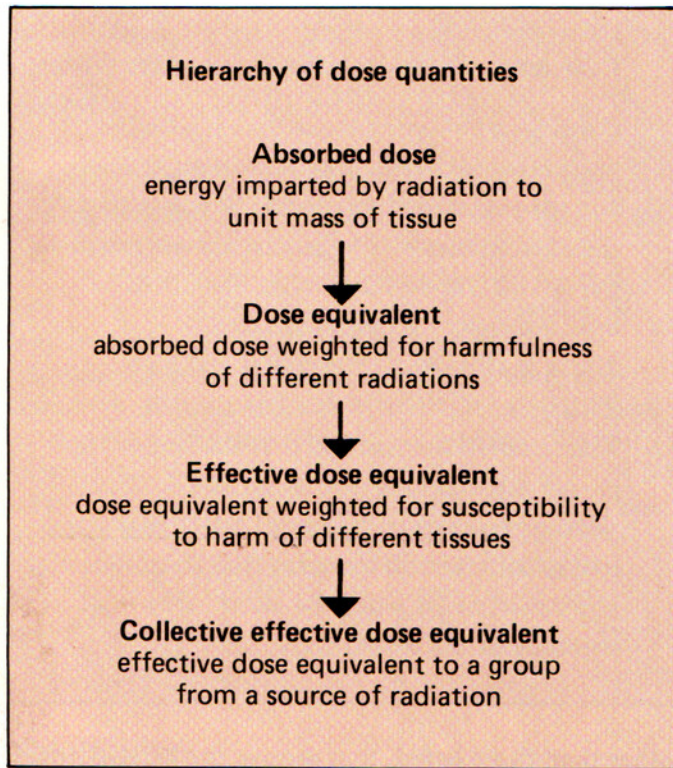 Hierarchy of dose quantities
Absorbed dose
energy imparted by radiation to
unit mass of tissue
Dose equivalent
absorbed dose weighted for harmfulness
of different radiations
Effective dose equivalent
dose equivalent weighted for susceptibility
to harm of different tissues
Collective effective dose equivalent
effective dose equivalent to a group
from a source of radiation